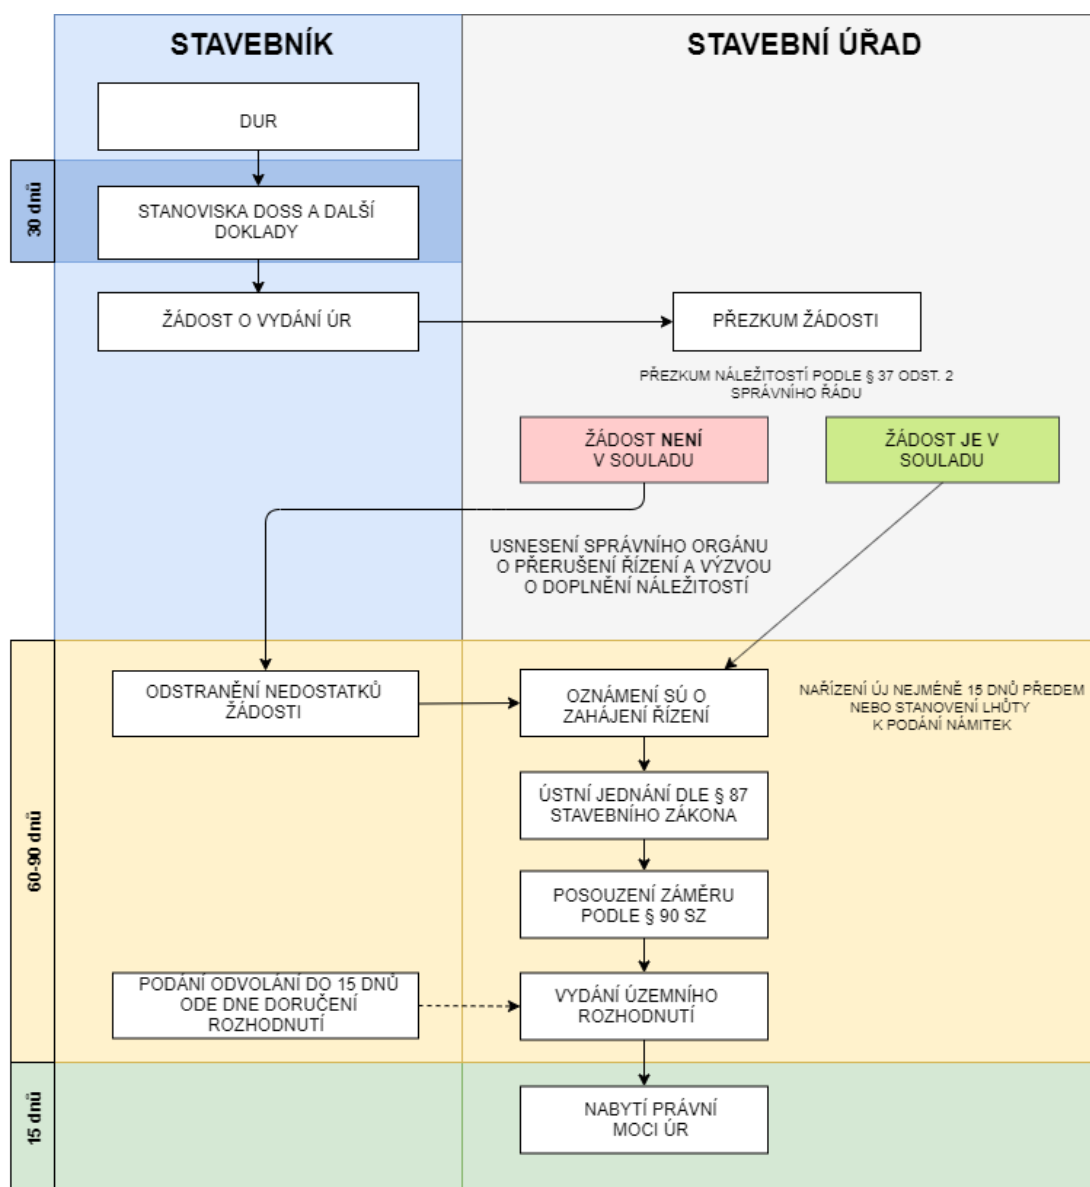 STAVEBNÍK
STAVEBNÍ ÚŘAD
DUR
30 dnů
STANOVISKA DOSS A DALŠÍ
DOKLADY
ŽÁDOST O VYDÁNÍ ÚR
PŘEZKUM ŽÁDOSTI
PŘEZKUM NÁLEŽITOSTÍ PODLE § 37 ODST. 2
SPRÁVNÍHO ŘÁDU
ŽÁDOST NENÍ
V SOULADU
ŽÁDOST JE V
SOULADU
USNESENÍ SPRÁVNÍHO ORGÁNU
O PŘERUŠENÍ ŘÍZENÍ A VÝZVOU
O DOPLNĚNÍ NÁLEŽITOSTÍ
60-90 dnů
ODSTRANĚNÍ NEDOSTATKŮ
ŽÁDOSTI
OZNÁMENÍ SÚ O
ZAHÁJENÍ ŘÍZENÍ
NAŘÍZENÍ ÚJ NEJMÉNĚ 15 DNŮ PŘEDEM
NEBO STANOVENÍ LHŮTY
K PODÁNÍ NÁMITEK
ÚSTNÍ JEDNÁNÍ DLE § 87
STAVEBNÍHO ZÁKONA
POSOUZENÍ ZÁMĚRU
PODLE § 90 SZ
PODÁNÍ ODVOLÁNÍ DO 15 DNŮ
ODE DNE DORUČENÍ
ROZHODNUTÍ
VYDÁNÍ ÚZEMNÍHO
ROZHODNUTÍ
15 dnů
NABYTÍ PRÁVNÍ
MOCI ÚR